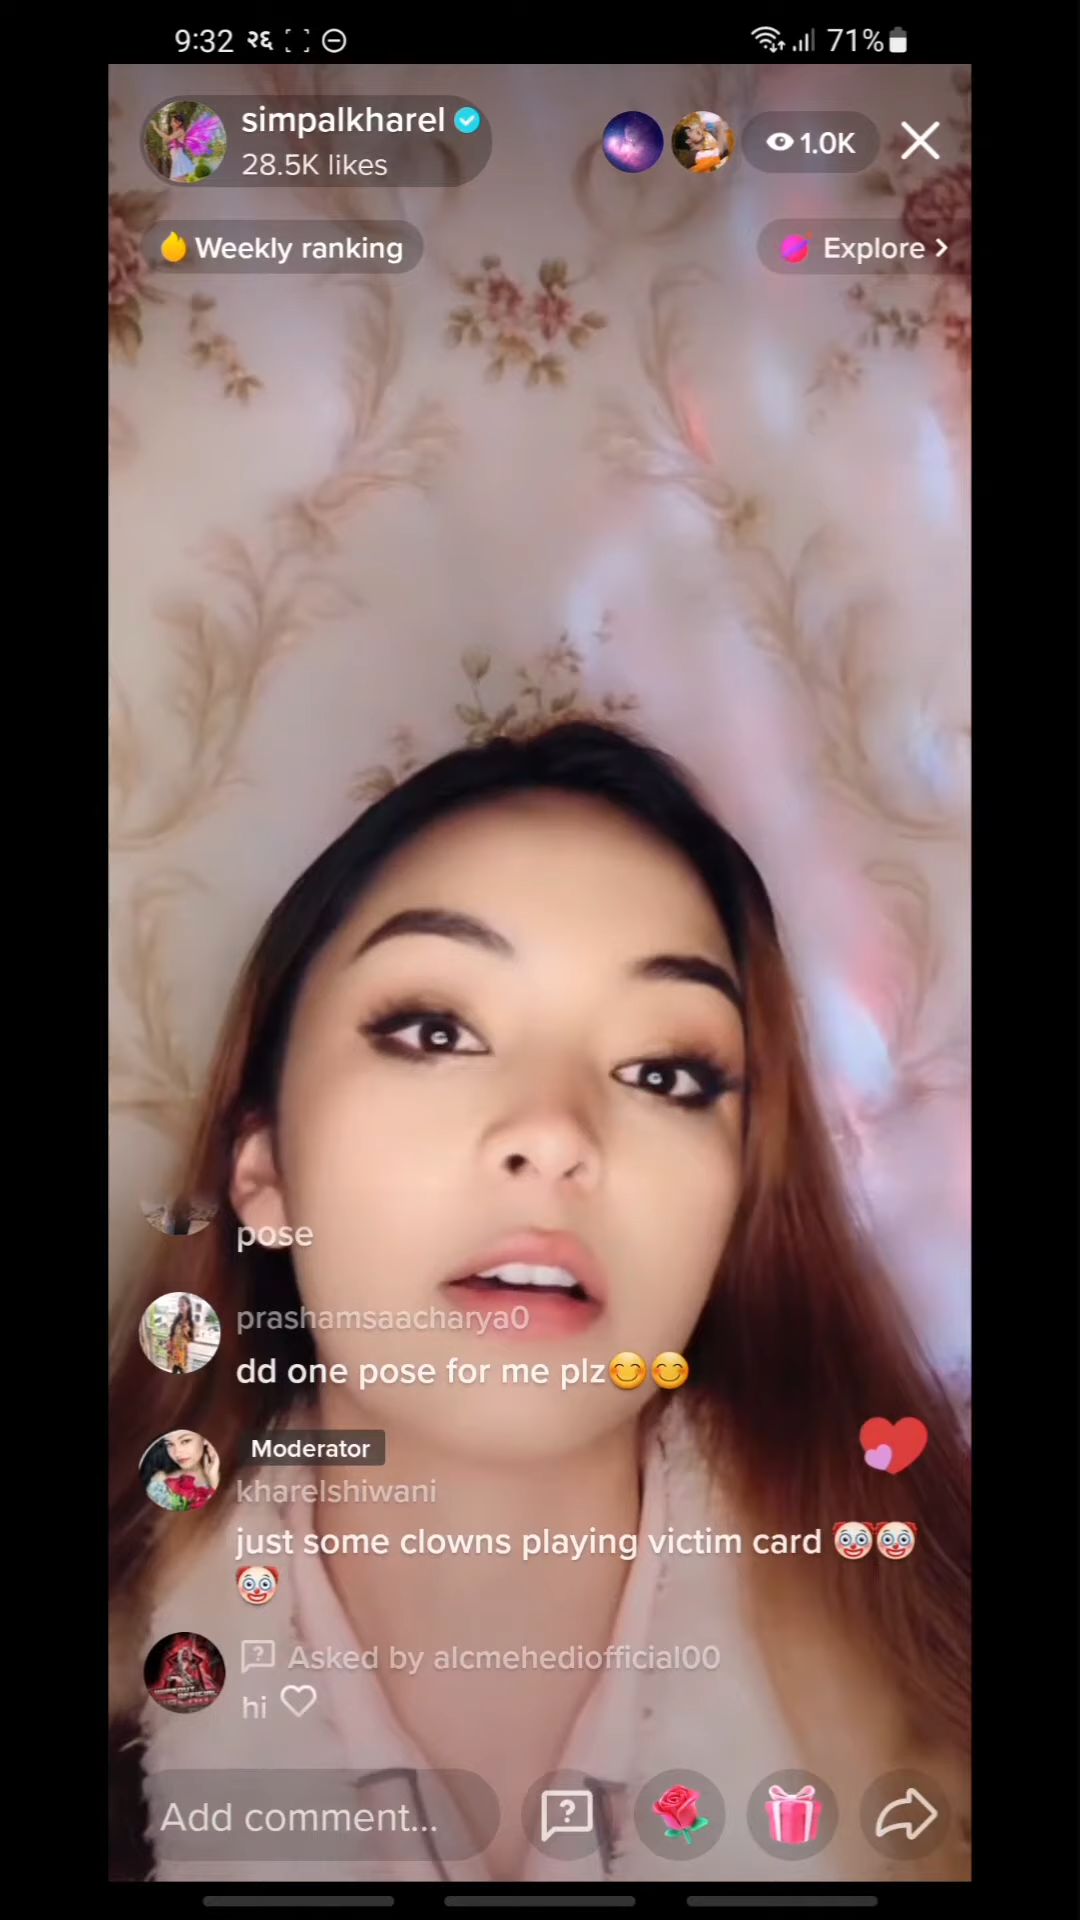 9:32 २६ 71%
simpalkharel
28.5K likes
1.0K
Weekly ranking
Explore
pose
prashamsaacharya0
dd one pose for me plz😊😊
Moderator
kharelshiwani
just some clowns playing victim card 🤡🤡
🤡
Asked by alcmehediofficial00
hi ♡
Add comment...